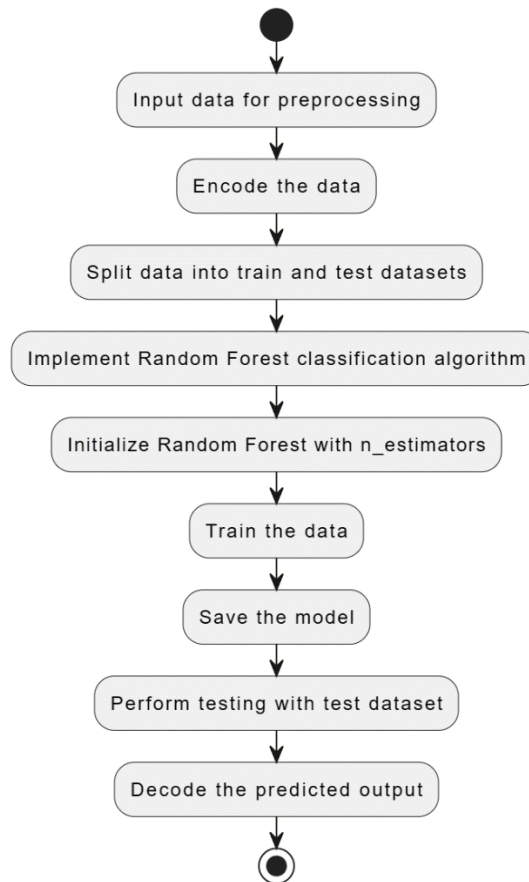 Input data for preprocessing
Encode the data
Split data into train and test datasets
Implement Random Forest classification algorithm
Initialize Random Forest with n_estimators
Train the data
Save the model
Perform testing with test dataset
Decode the predicted output